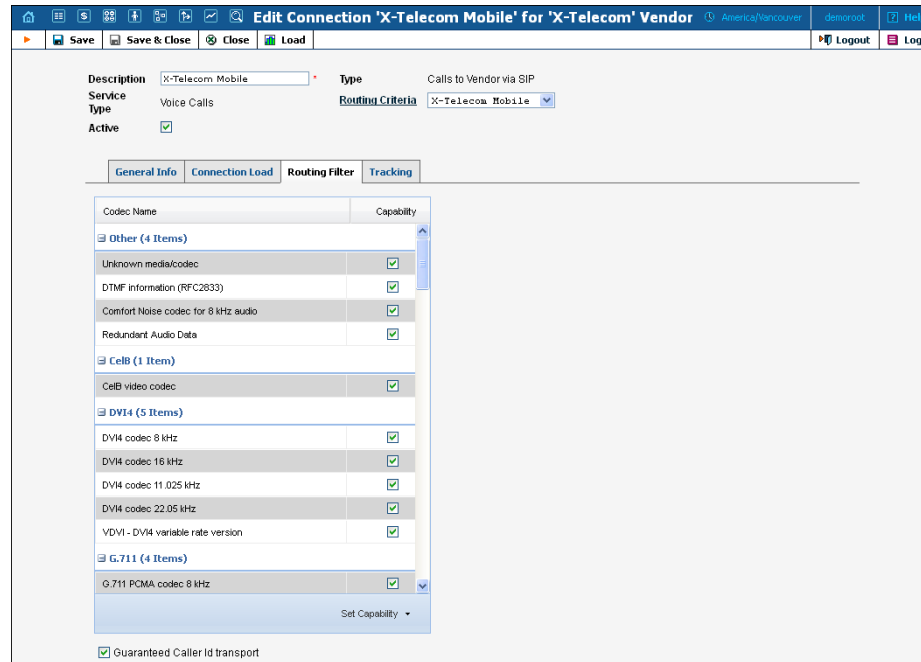 Edit Connection 'X-Telecom Mobile' for 'X-Telecom' Vendor America/Vancouver demoroot Hel
Save Save & Close Close Load Logout Log
Description X-Telecom Mobile * Type Calls to Vendor via SIP
Service Type Voice Calls Routing Criteria X-Telecom Mobile
Active
General Info Connection Load Routing Filter Tracking
Codec Name Capability
Other (4 Items)
Unknown media/codec
DTMF information (RFC2833)
Comfort Noise codec for 8 kHz audio
Redundant Audio Data
CelB (1 Item)
CelB video codec
DVI4 (5 Items)
DVI4 codec 8 kHz
DVI4 codec 16 kHz
DVI4 codec 11.025 kHz
DVI4 codec 22.05 kHz
VDVI - DVI4 variable rate version
G.711 (4 Items)
G.711 PCMA codec 8 kHz
Set Capability
Guaranteed Caller Id transport